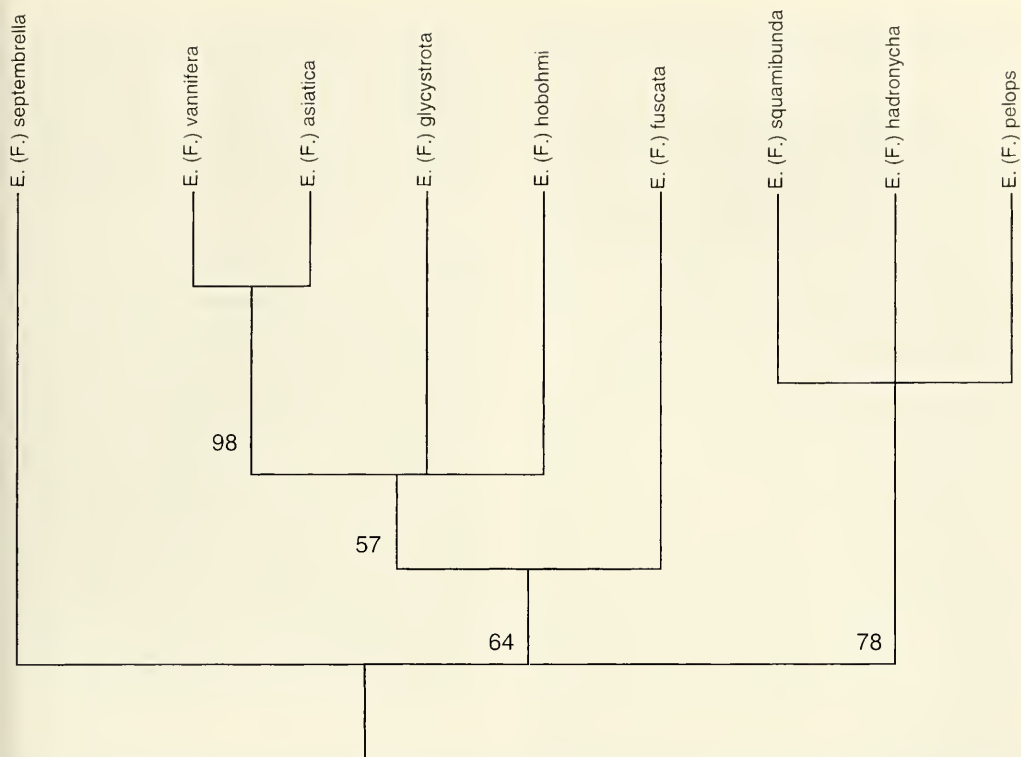 E. (F.) septembrella
E. (F.) vannifera
E. (F.) asiatica
E. (F.) glycystrota
E. (F.) hobohmi
E. (F.) fuscata
E. (F.) squamibunda
E. (F.) hadronycha
E. (F.) pelops
98
57
64
78